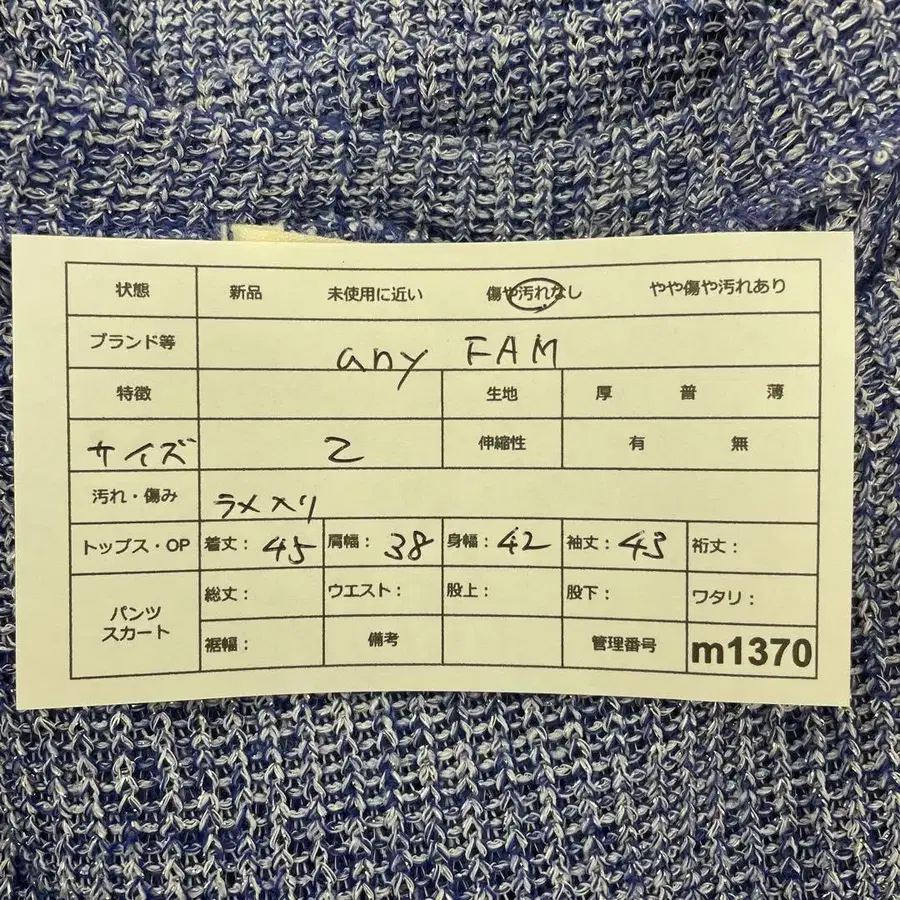 状態 新品 未使用に近い 傷や汚れなし やや傷や汚れあり
ブランド等 any FAM
特徴 生地 厚 普 薄
サイズ 2 伸縮性 有 無
汚れ・傷み ラメ入り
トップス・OP 着丈: 45 肩幅: 38 身幅: 42 袖丈: 43 裄丈:
パンツ スカート 総丈: ウエスト: 股上: 股下: ワタリ:
裾幅: 備考 管理番号 m1370